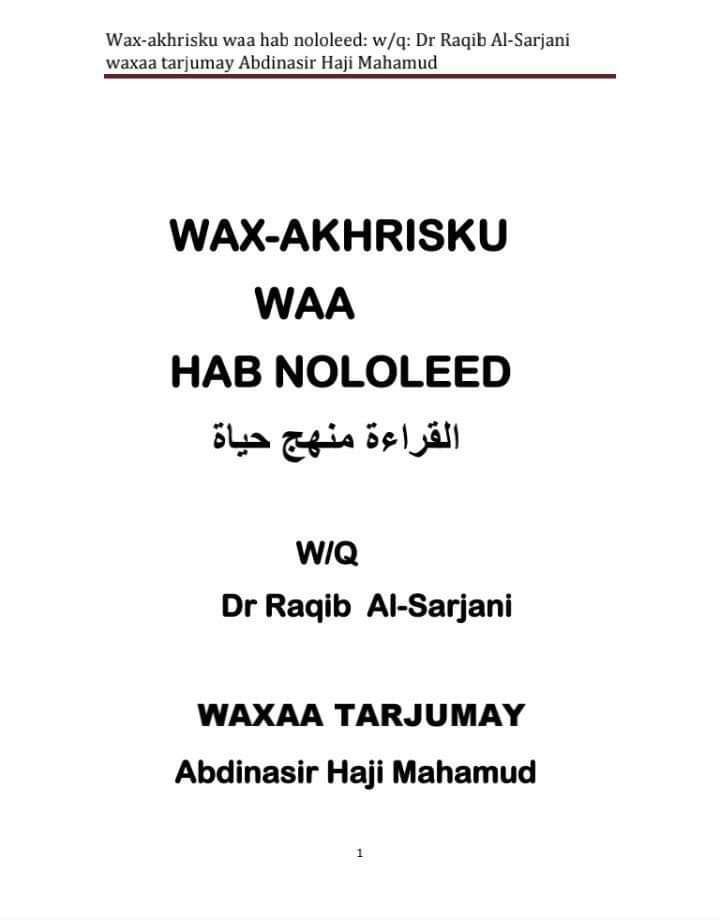 Wax-akhrisku waa hab nololeed: w/q: Dr Raqib Al-Sarjani
waxaa tarjumay Abdinasir Haji Mahamud
WAX-AKHRISKU
WAA
HAB NOLOLEED
القراءة منهج حياة
W/Q
Dr Raqib Al-Sarjani
WAXAA TARJUMAY
Abdinasir Haji Mahamud
1